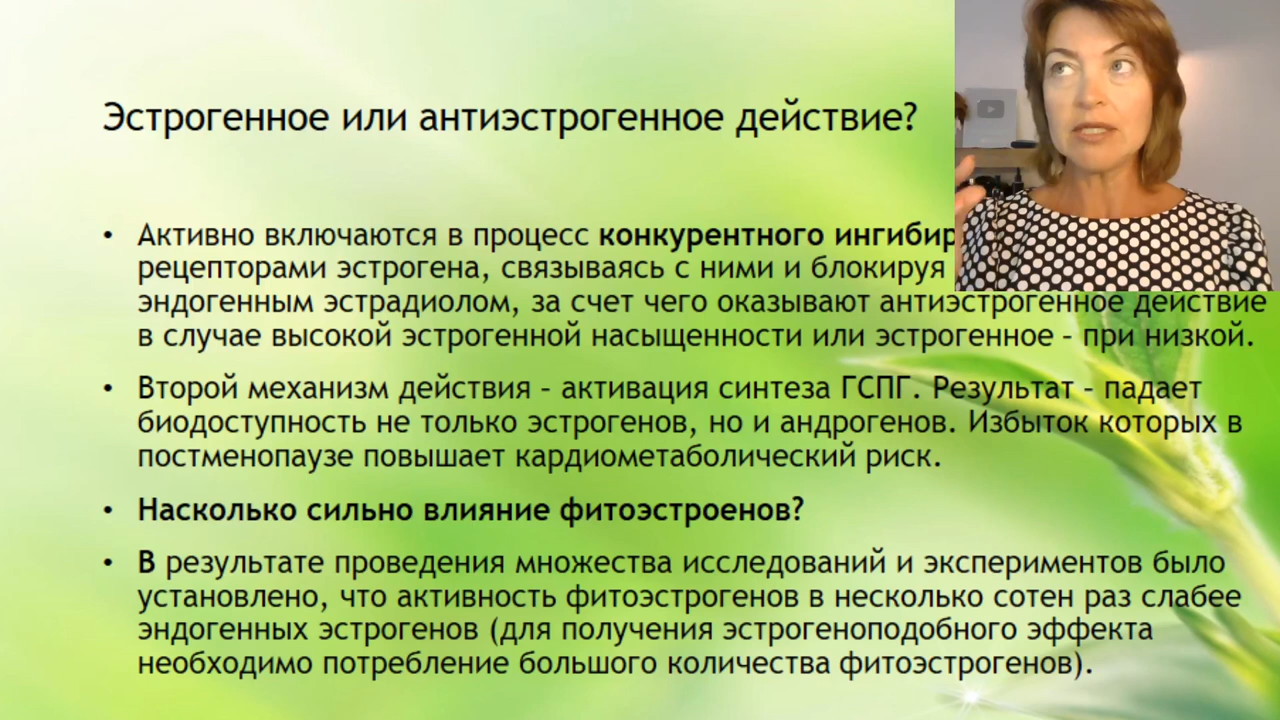 Эстрогенное или антиэстрогенное действие?
• Активно включаются в процесс конкурентного
рецепторами эстрогена, связываясь с ними и блокируя
эндогенным эстрадиолом, за счет чего оказывают антиэстрогенное действие
в случае высокой эстрогенной насыщенности или эстрогенное – при низкой.
• Второй механизм действия – активация синтеза ГСПГ. Результат – падает
биодоступность не только эстрогенов, но и андрогенов. Избыток которых в
постменопаузе повышает кардиометаболический риск.
• Насколько сильно влияние фитоэстроенов?
• В результате проведения множества исследований и экспериментов было
установлено, что активность фитоэстрогенов в несколько сотен раз слабее
эндогенных эстрогенов (для получения эстрогеноподобного эффекта
необходимо потребление большого количества фитоэстрогенов).